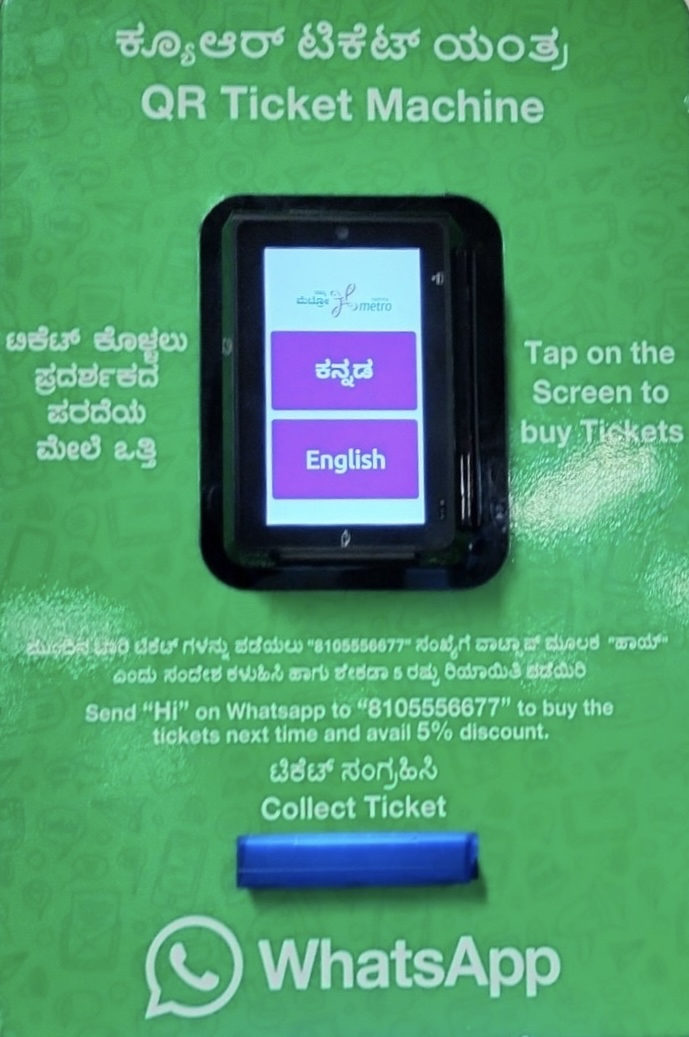 ಕ್ಯೂಆರ್ ಟಿಕೆಟ್ ಯಂತ್ರ
QR Ticket Machine
ಮೆಟ್ರೋ metro
ಕನ್ನಡ
English
ಟಿಕೆಟ್ ಕೊಳ್ಳಲು
ಪ್ರದರ್ಶಕದ
ಪರದೆಯ
ಮೇಲೆ ಒತ್ತಿ
Tap on the
Screen to
buy Tickets
ಮುಂದಿನ ಬಾರಿ ಟಿಕೆಟ್ ಗಳನ್ನು ಪಡೆಯಲು "8105556677" ಸಂಖ್ಯೆಗೆ ವಾಟ್ಸಾಪ್ ಮೂಲಕ "ಹಾಯ್"
ಎಂದು ಸಂದೇಶ ಕಳುಹಿಸಿ ಹಾಗು ಶೇಕಡಾ 5 ರಷ್ಟು ರಿಯಾಯಿತಿ ಪಡೆಯಿರಿ
Send “Hi” on Whatsapp to “8105556677” to buy the
tickets next time and avail 5% discount.
ಟಿಕೆಟ್ ಸಂಗ್ರಹಿಸಿ
Collect Ticket
WhatsApp